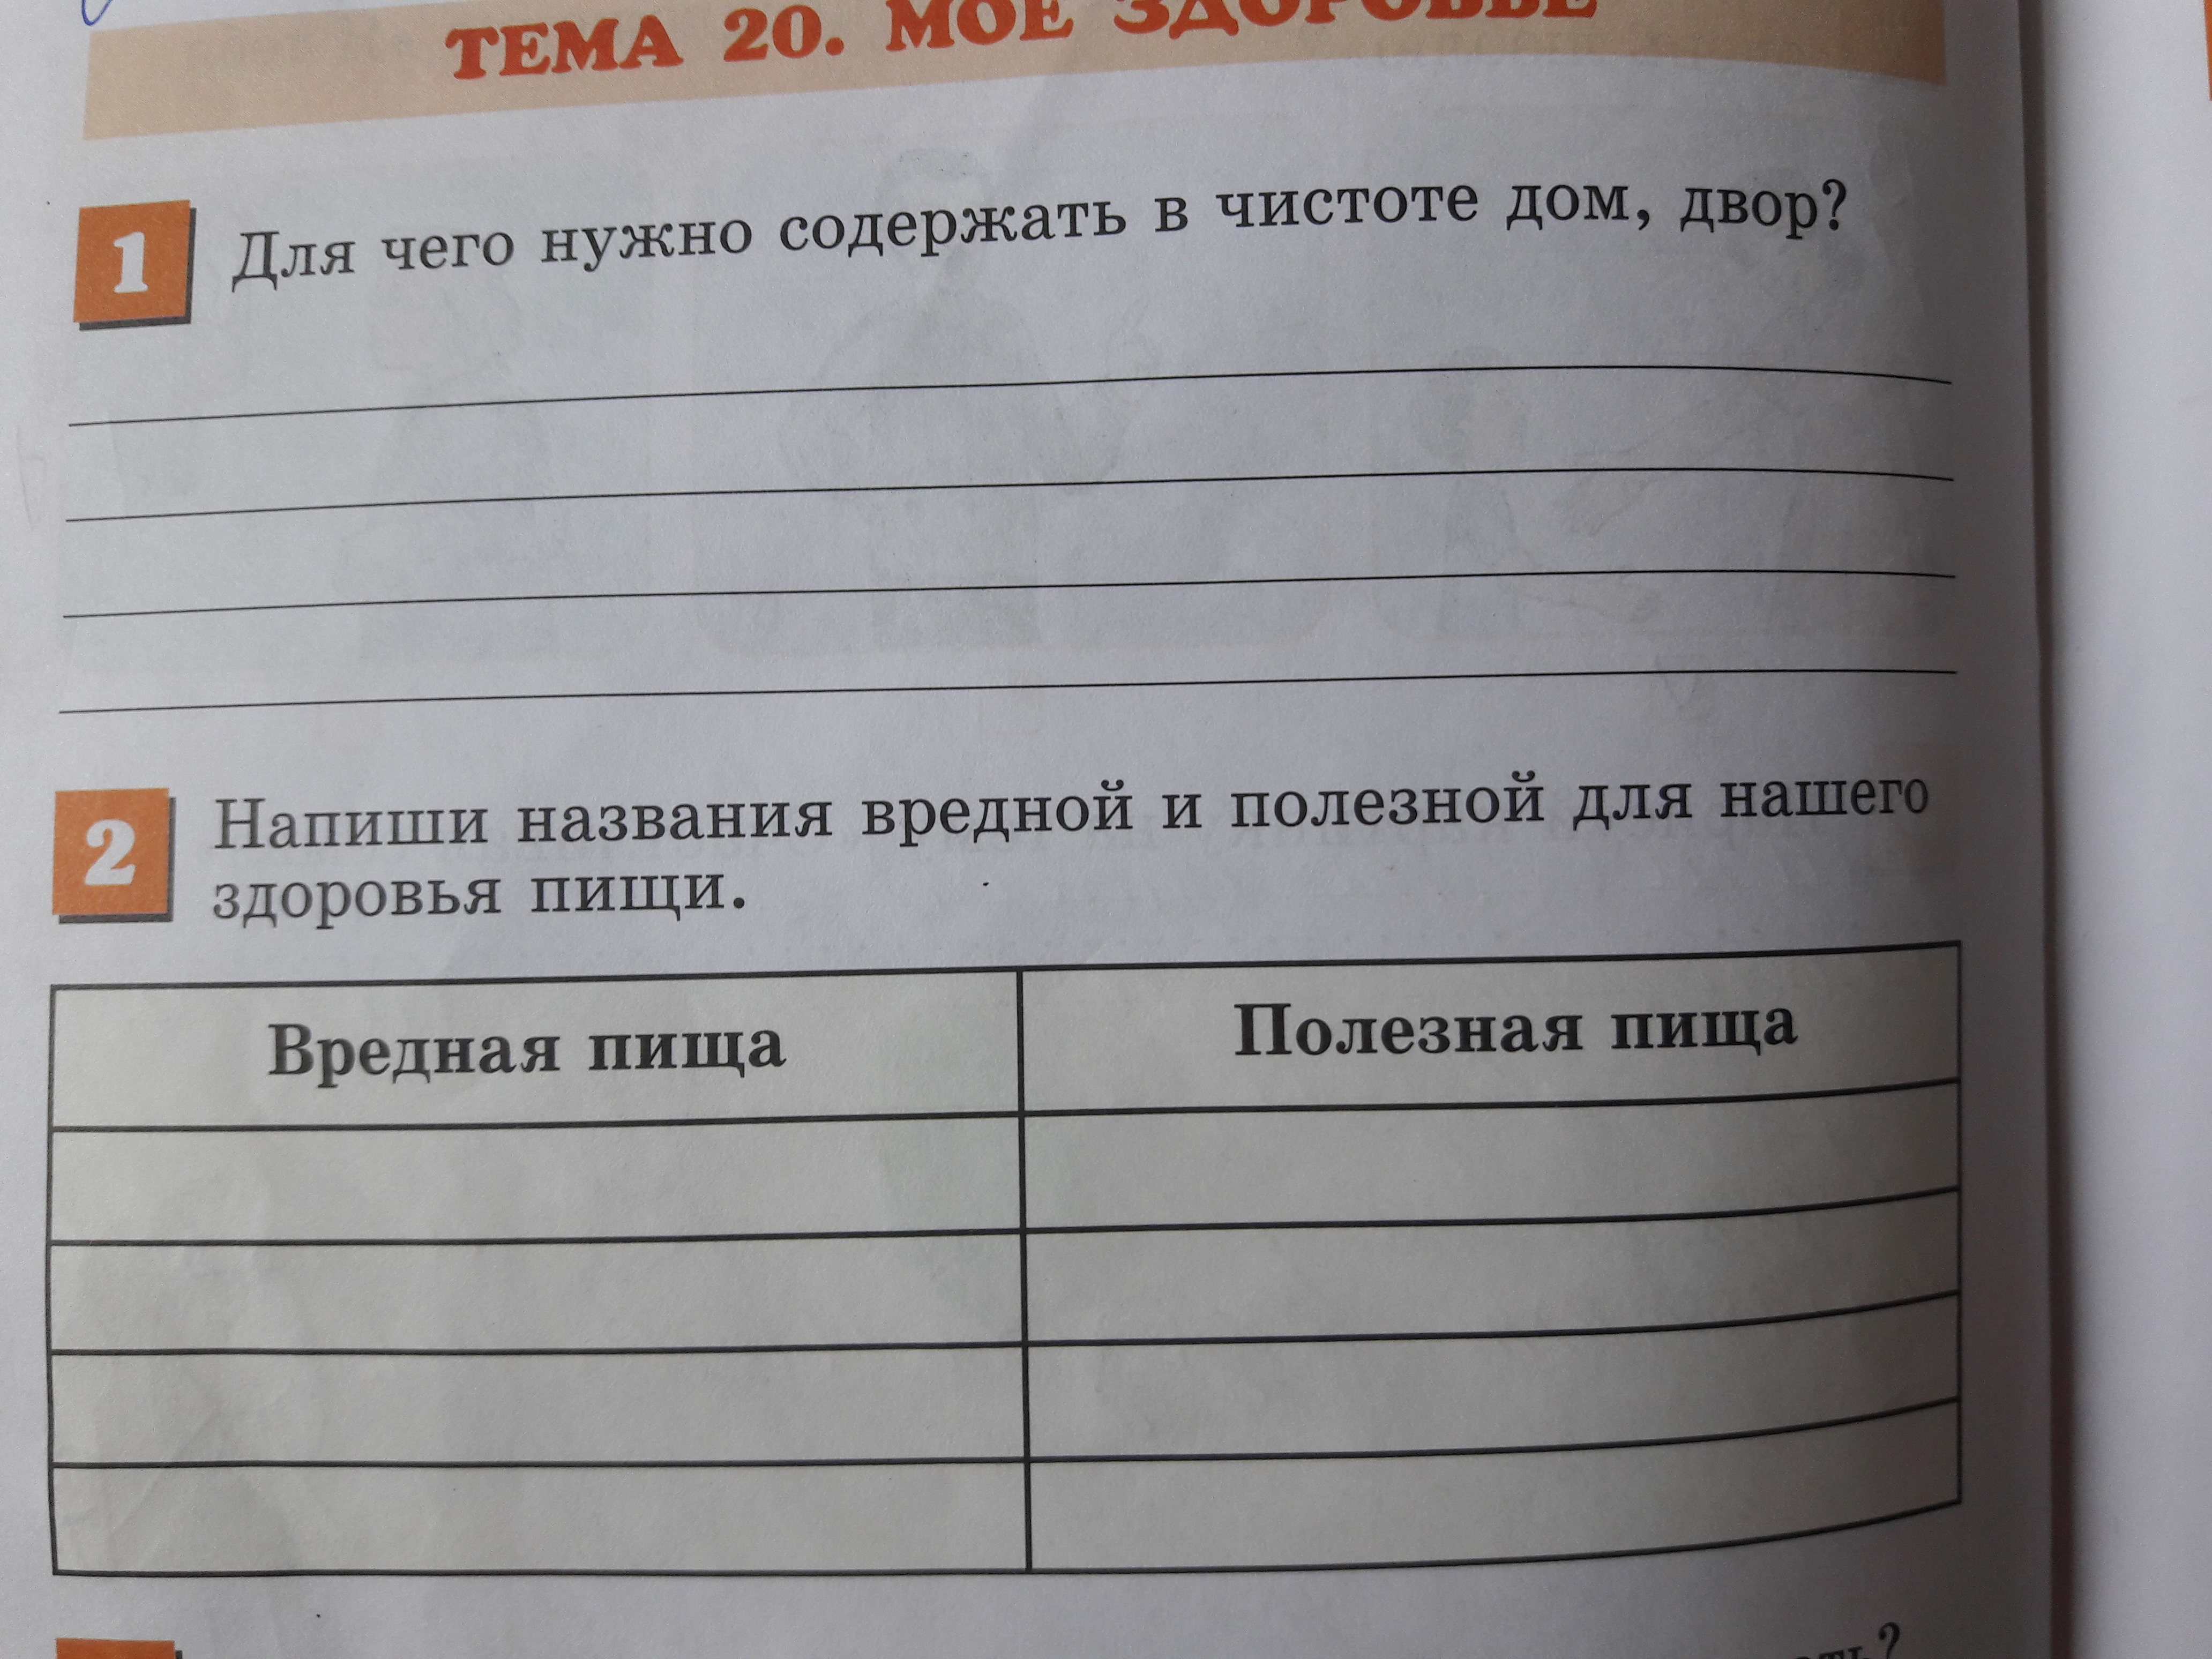 ТЕМА 20. МОЕ ЗДОРОВЬЕ
1 Для чего нужно содержать в чистоте дом, двор?
2 Напиши названия вредной и полезной для нашего
здоровья пищи.
Вредная пища Полезная пища